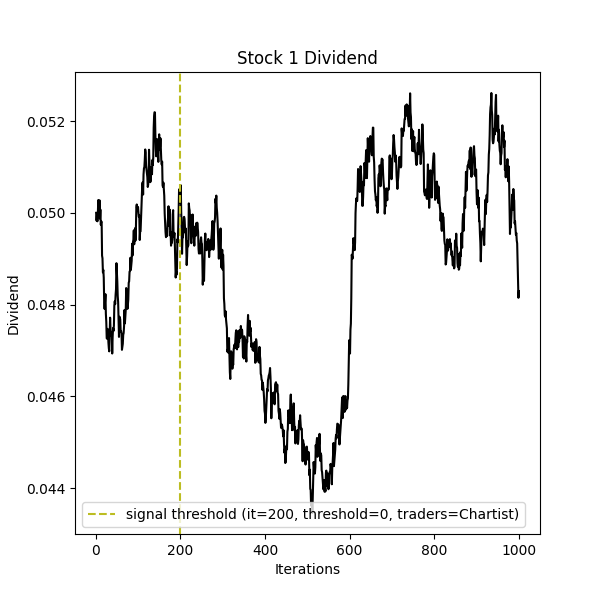 Stock 1 Dividend
0.052
0.050
0.048
0.046
0.044
Dividend
signal threshold (it=200, threshold=0, traders=Chartist)
0
200
400
600
800
1000
Iterations